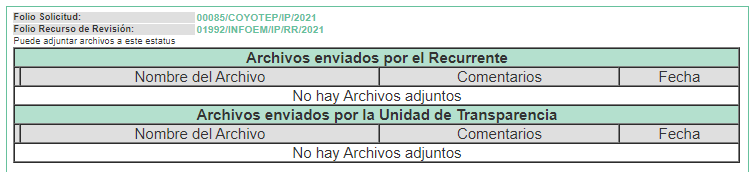 Folio Solicitud: 00085/COYOTEP/IP/2021
Folio Recurso de Revisión: 01992/INFOEM/IP/RR/2021
Puede adjuntar archivos a este estatus
Archivos enviados por el Recurrente
Nombre del Archivo Comentarios Fecha
No hay Archivos adjuntos
Archivos enviados por la Unidad de Transparencia
Nombre del Archivo Comentarios Fecha
No hay Archivos adjuntos